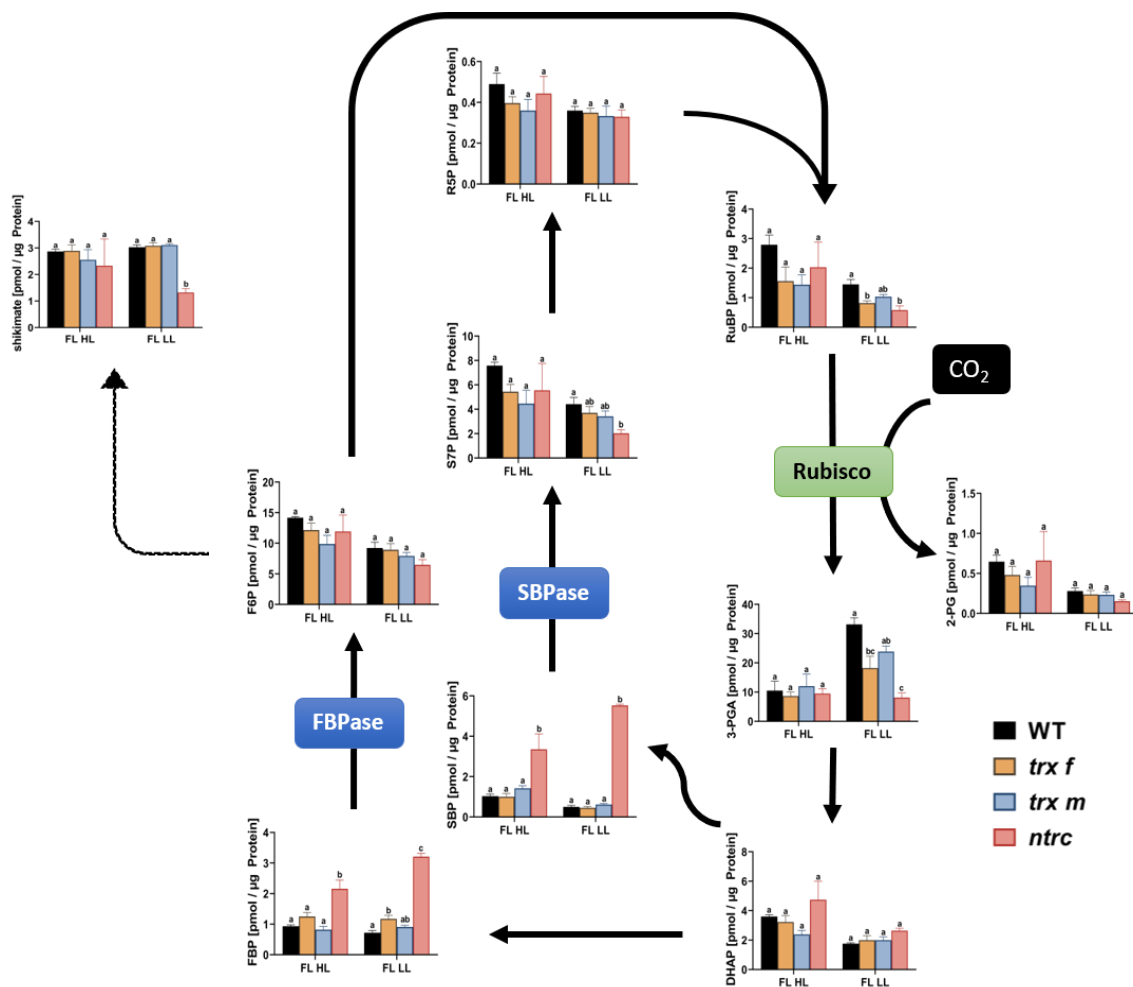 R5P [pmol / µg Protein]
0.6
0.4
0.2
0.0
a a a a a a a a
FL HL FL LL
shikimate [pmol / µg Protein]
4
3
2
1
0
a a a a a a a b
FL HL FL LL
RuBP [pmol / µg Protein]
4
3
2
1
0
a a a a a b ab b
FL HL FL LL
S7P [pmol / µg Protein]
10
8
6
4
2
0
a a a a a ab ab b
FL HL FL LL
CO2
Rubisco
F6P [pmol / µg Protein]
20
15
10
5
0
a a a a a a a a
FL HL FL LL
2-PG [pmol / µg Protein]
1.5
1.0
0.5
0.0
a a a a a a a a
FL HL FL LL
SBPase
FBPase
3-PGA [pmol / µg Protein]
40
30
20
10
0
a a a a a bc ab c
FL HL FL LL
SBP [pmol / µg Protein]
6
4
2
0
a a a b a a a b
FL HL FL LL
WT
trx f
trx m
ntrc
FBP [pmol / µg Protein]
4
3
2
1
0
a a a b a b ab c
FL HL FL LL
DHAP [pmol / µg Protein]
8
6
4
2
0
a a a a a a a a
FL HL FL LL